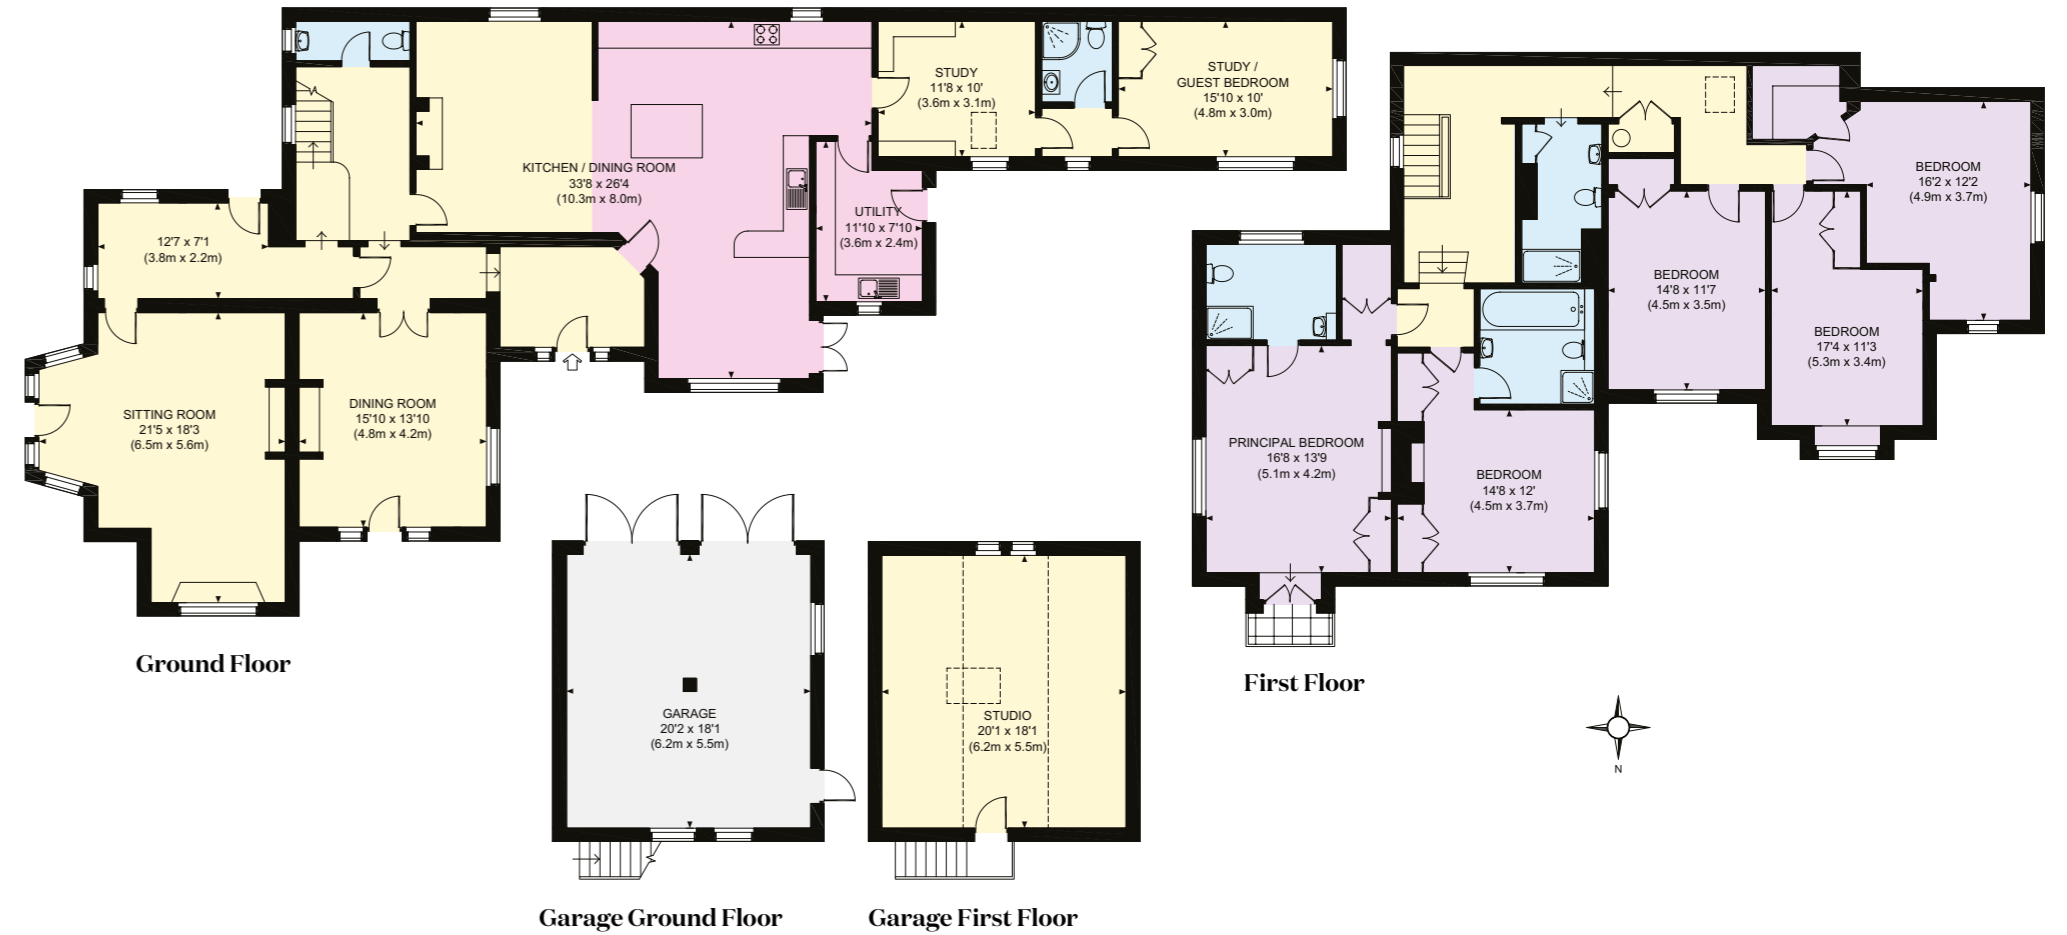 STUDY
11'8 x 10'
(3.6m x 3.1m)
STUDY /
GUEST BEDROOM
15'10 x 10'
(4.8m x 3.0m)
KITCHEN / DINING ROOM
33'8 x 26'4
(10.3m x 8.0m)
UTILITY
11'10 x 7'10
(3.6m x 2.4m)
12'7 x 7'1
(3.8m x 2.2m)
SITTING ROOM
21'5 x 18'3
(6.5m x 5.6m)
DINING ROOM
15'10 x 13'10
(4.8m x 4.2m)
Ground Floor
GARAGE
20'2 x 18'1
(6.2m x 5.5m)
Garage Ground Floor
STUDIO
20'1 x 18'1
(6.2m x 5.5m)
Garage First Floor
BEDROOM
16'2 x 12'2
(4.9m x 3.7m)
BEDROOM
14'8 x 11'7
(4.5m x 3.5m)
BEDROOM
17'4 x 11'3
(5.3m x 3.4m)
PRINCIPAL BEDROOM
16'8 x 13'9
(5.1m x 4.2m)
BEDROOM
14'8 x 12'
(4.5m x 3.7m)
First Floor
N